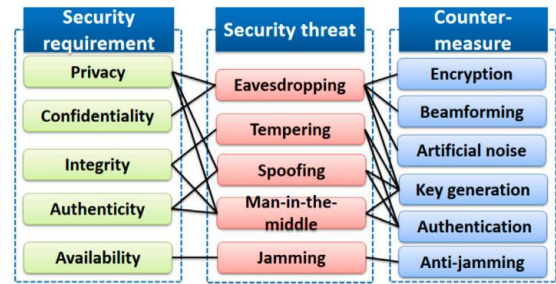 Security
requirement
Security threat
Counter-
measure
Privacy
Confidentiality
Integrity
Authenticity
Availability
Eavesdropping
Tempering
Spoofing
Man-in-the-
middle
Jamming
Encryption
Beamforming
Artificial noise
Key generation
Authentication
Anti-jamming